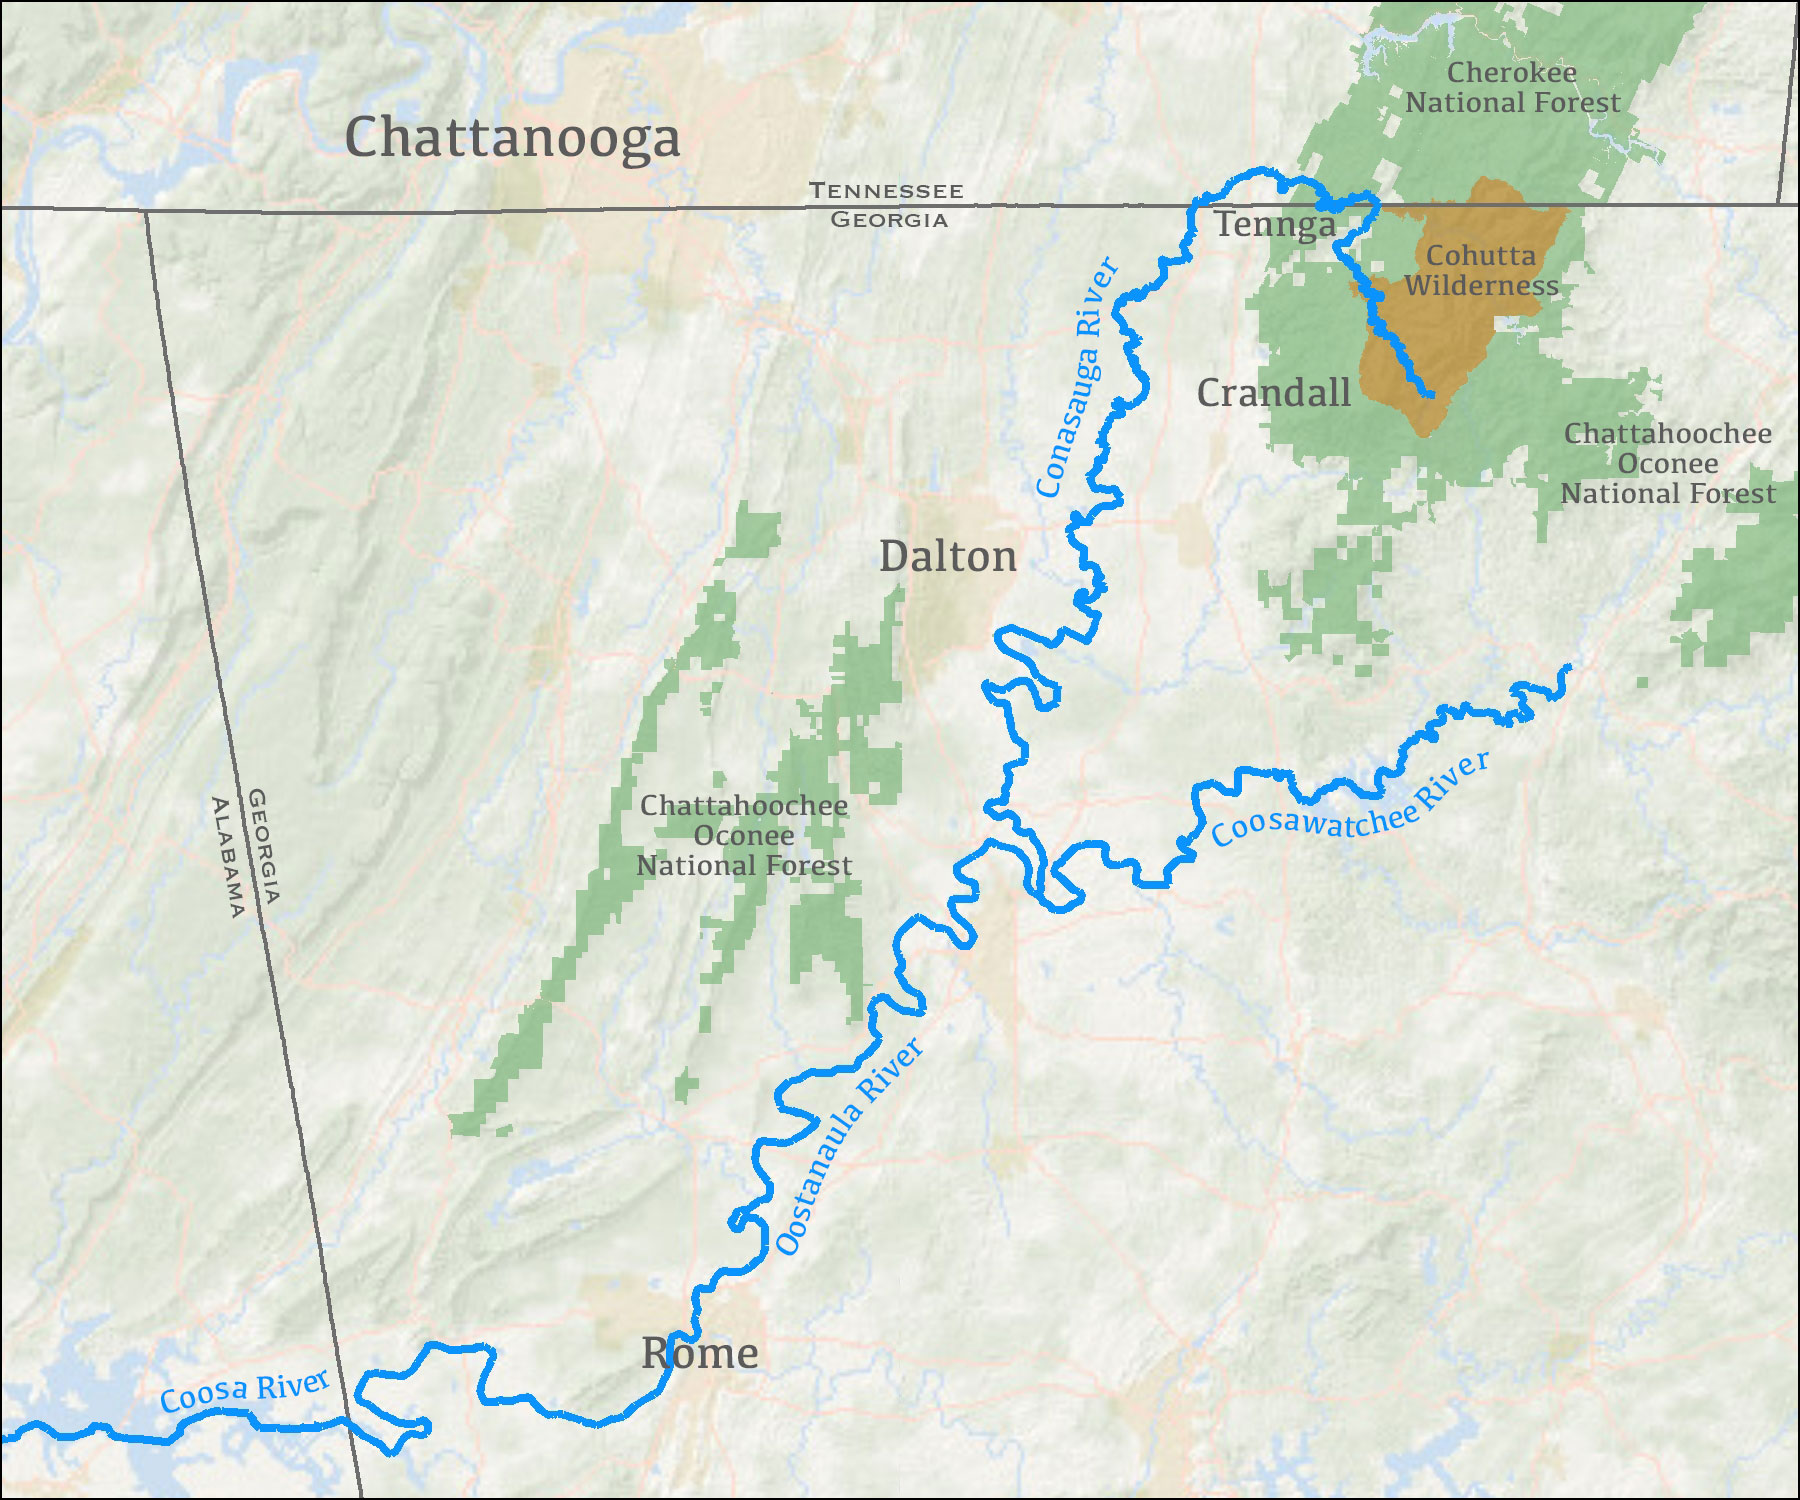 Cherokee
National Forest
Chattanooga
TENNESSEE
GEORGIA
Tennga
Cohutta
Wilderness
Conasauga River
Crandall
Chattahoochee
Oconee
National Forest
Dalton
Coosawatchee River
Chattahoochee
Oconee
National Forest
GEORGIA
ALABAMA
Oostanaula River
Rome
Coosa River